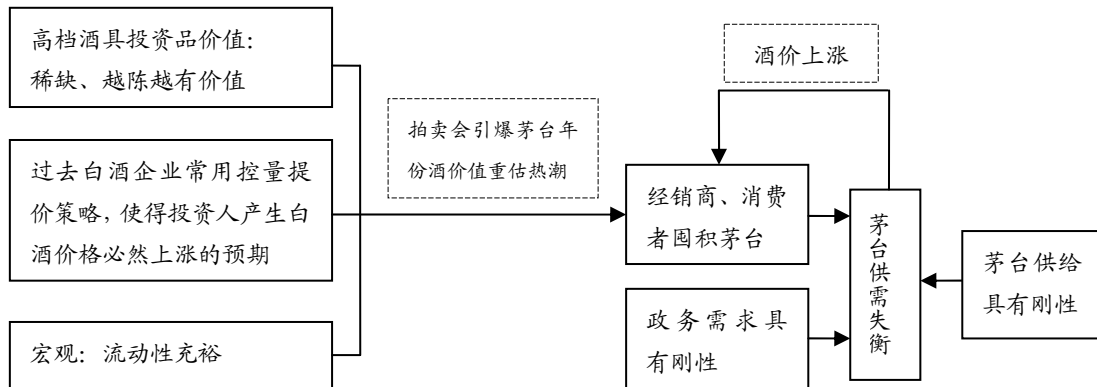 高档酒具投资品价值：
稀缺、越陈越有价值
过去白酒企业常用控量提
价策略，使得投资人产生白
酒价格必然上涨的预期
宏观：流动性充裕
拍卖会引爆茅台年
份酒价值重估热潮
酒价上涨
经销商、消费
者囤积茅台
政务需求具
有刚性
茅台供需失衡
茅台供给
具有刚性